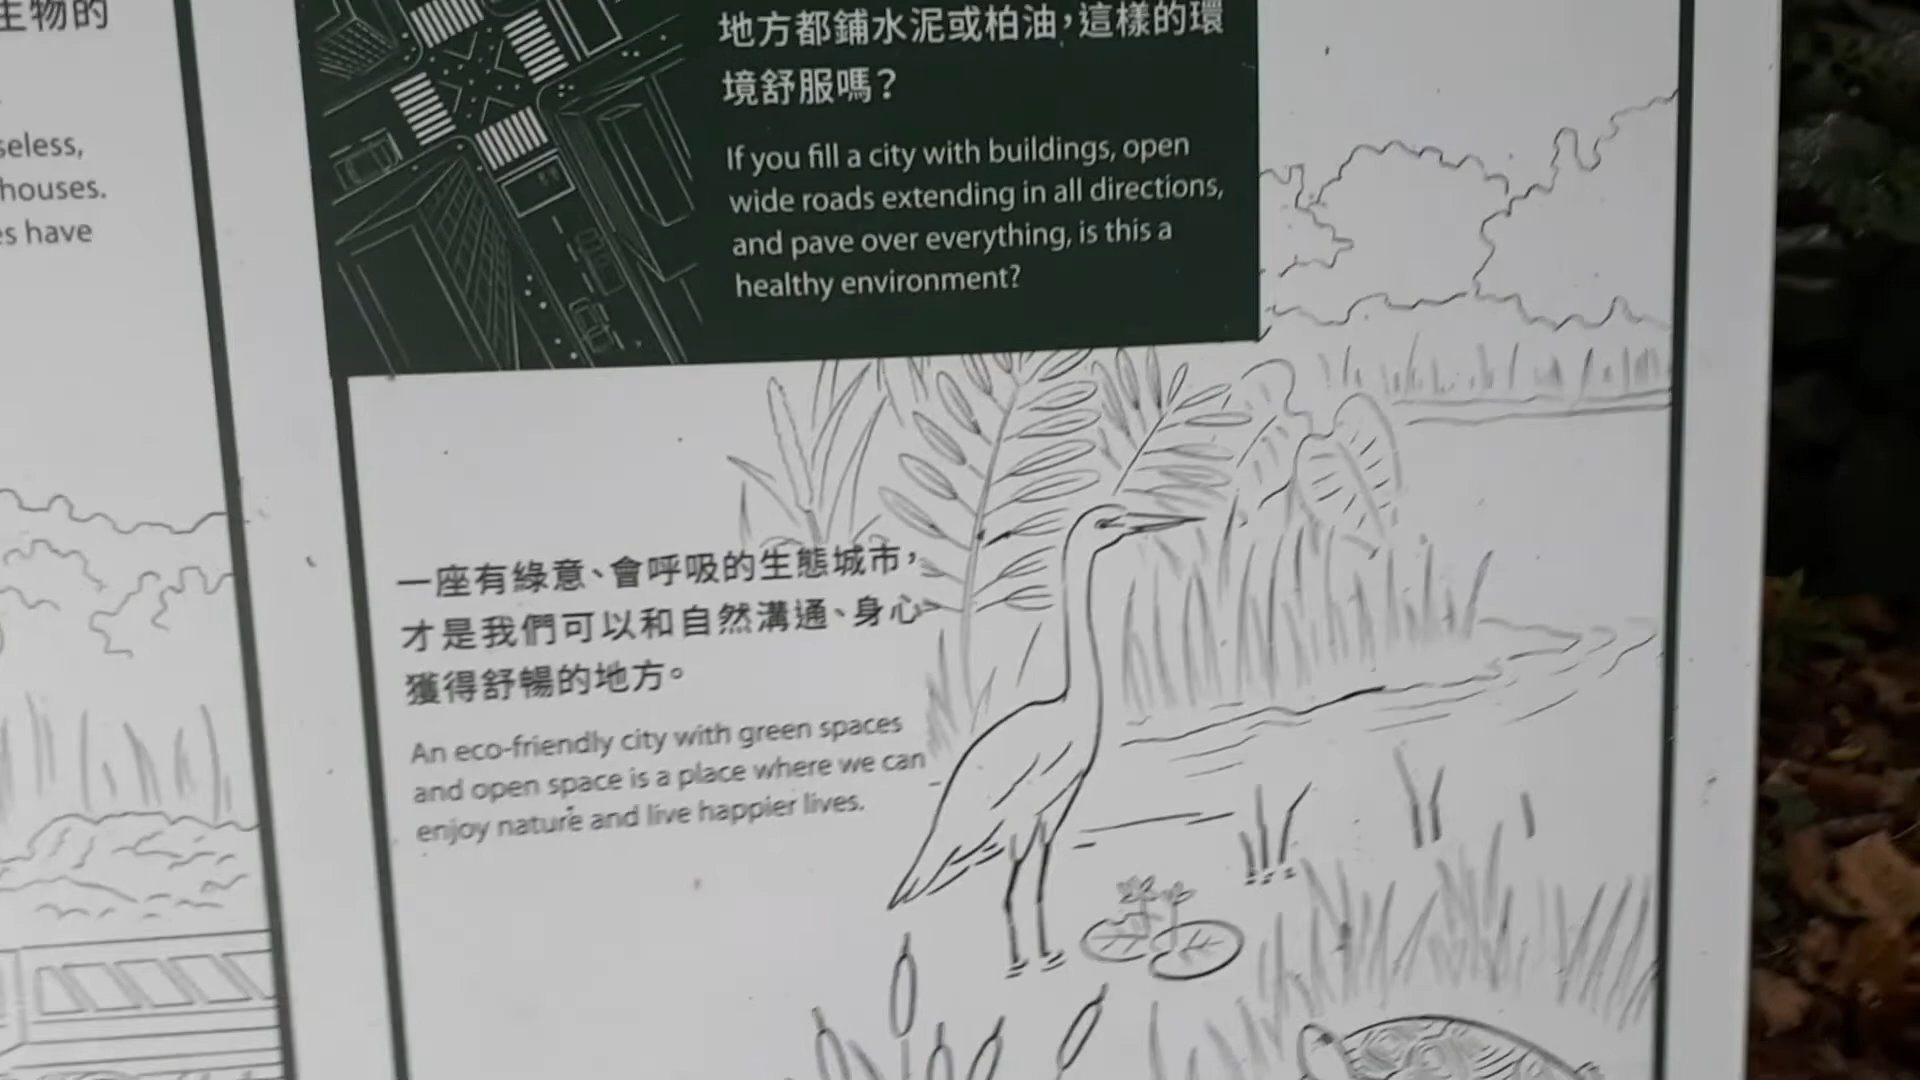 生物的
seless,
houses.
es have
地方都鋪水泥或柏油，這樣的環
境舒服嗎？
If you fill a city with buildings, open
wide roads extending in all directions,
and pave over everything, is this a
healthy environment?
一座有綠意、會呼吸的生態城市，
才是我們可以和自然溝通、身心
獲得舒暢的地方。
An eco-friendly city with green spaces
and open space is a place where we can
enjoy nature and live happier lives.